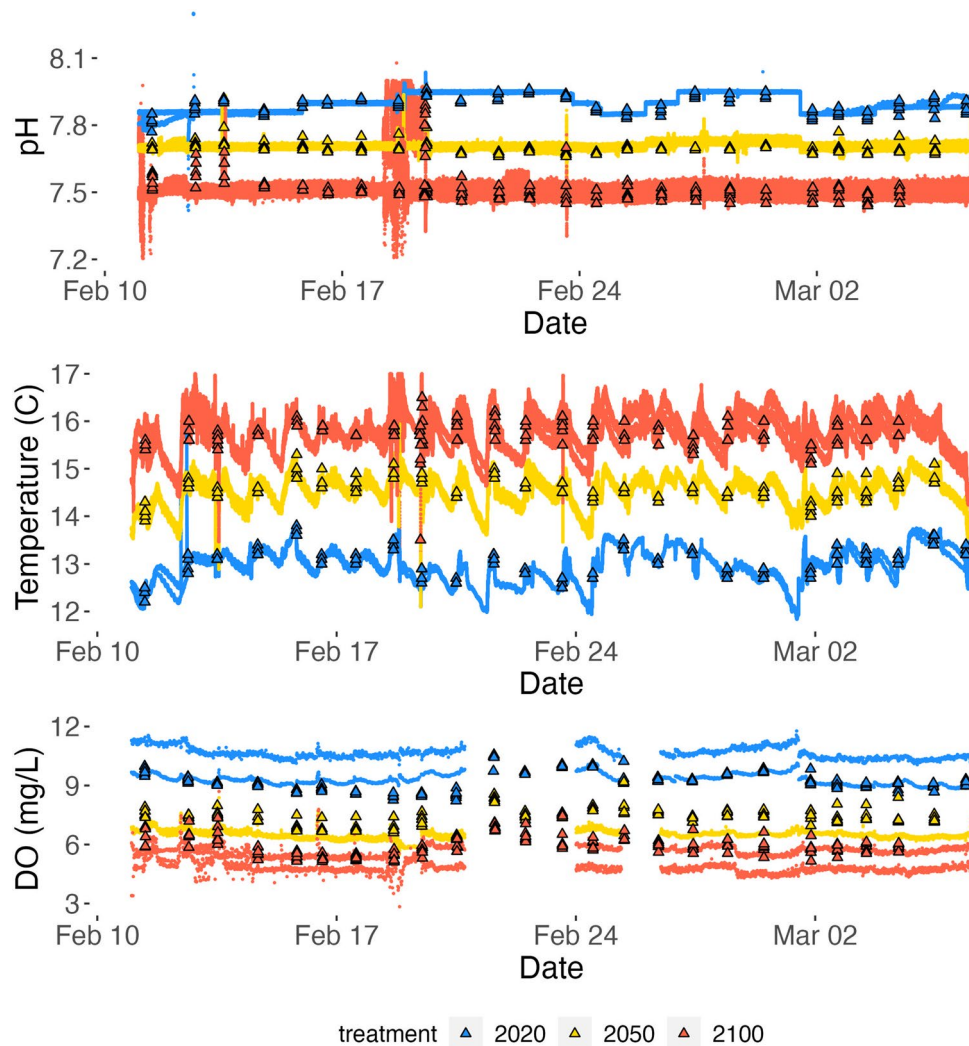 8.1
7.8
7.5
7.2
pH
Feb 10 Feb 17 Feb 24 Mar 02
Date
17
16
15
14
13
12
Temperature (C)
Feb 10 Feb 17 Feb 24 Mar 02
Date
12
9
6
3
DO (mg/L)
Feb 10 Feb 17 Feb 24 Mar 02
Date
treatment 2020 2050 2100